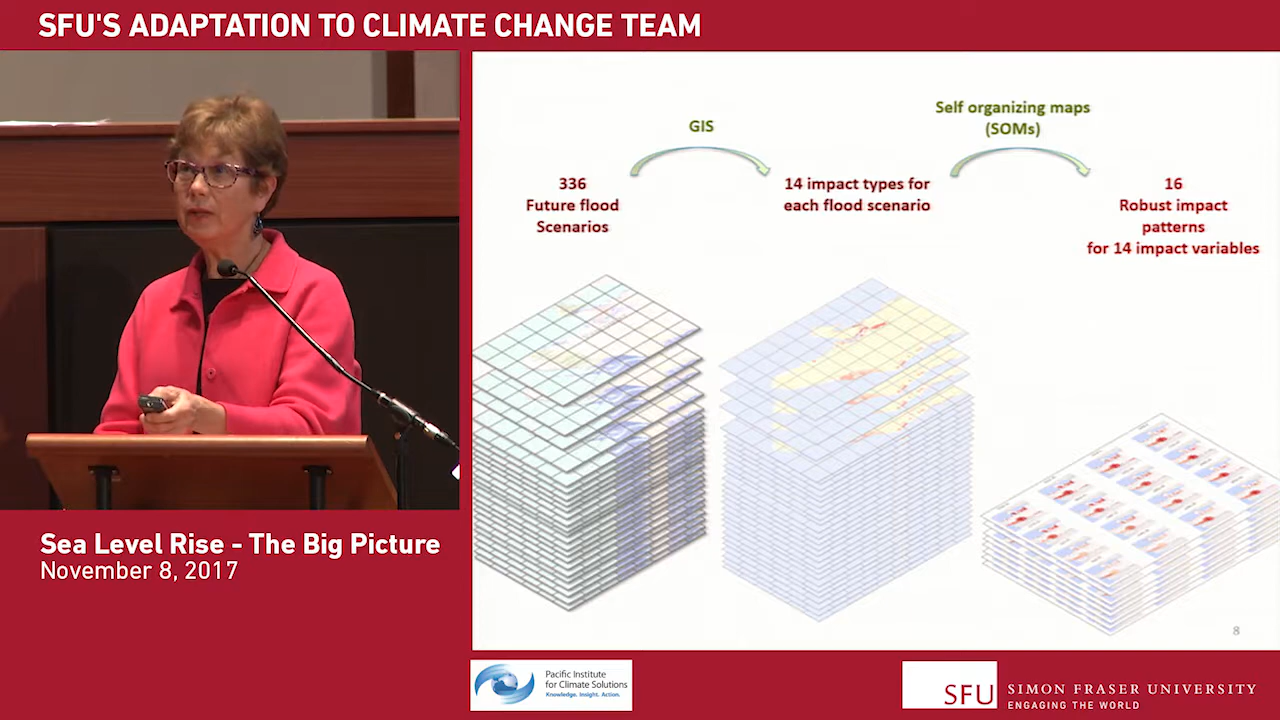 SFU'S ADAPTATION TO CLIMATE CHANGE TEAM
GIS
Self organizing maps
(SOMs)
336
Future flood
Scenarios
14 impact types for
each flood scenario
16
Robust impact
patterns
for 14 impact variables
8
Sea Level Rise - The Big Picture
November 8, 2017
Pacific Institute
for Climate Solutions
Knowledge. Insight. Action.
SFU
SIMON FRASER UNIVERSITY
ENGAGING THE WORLD